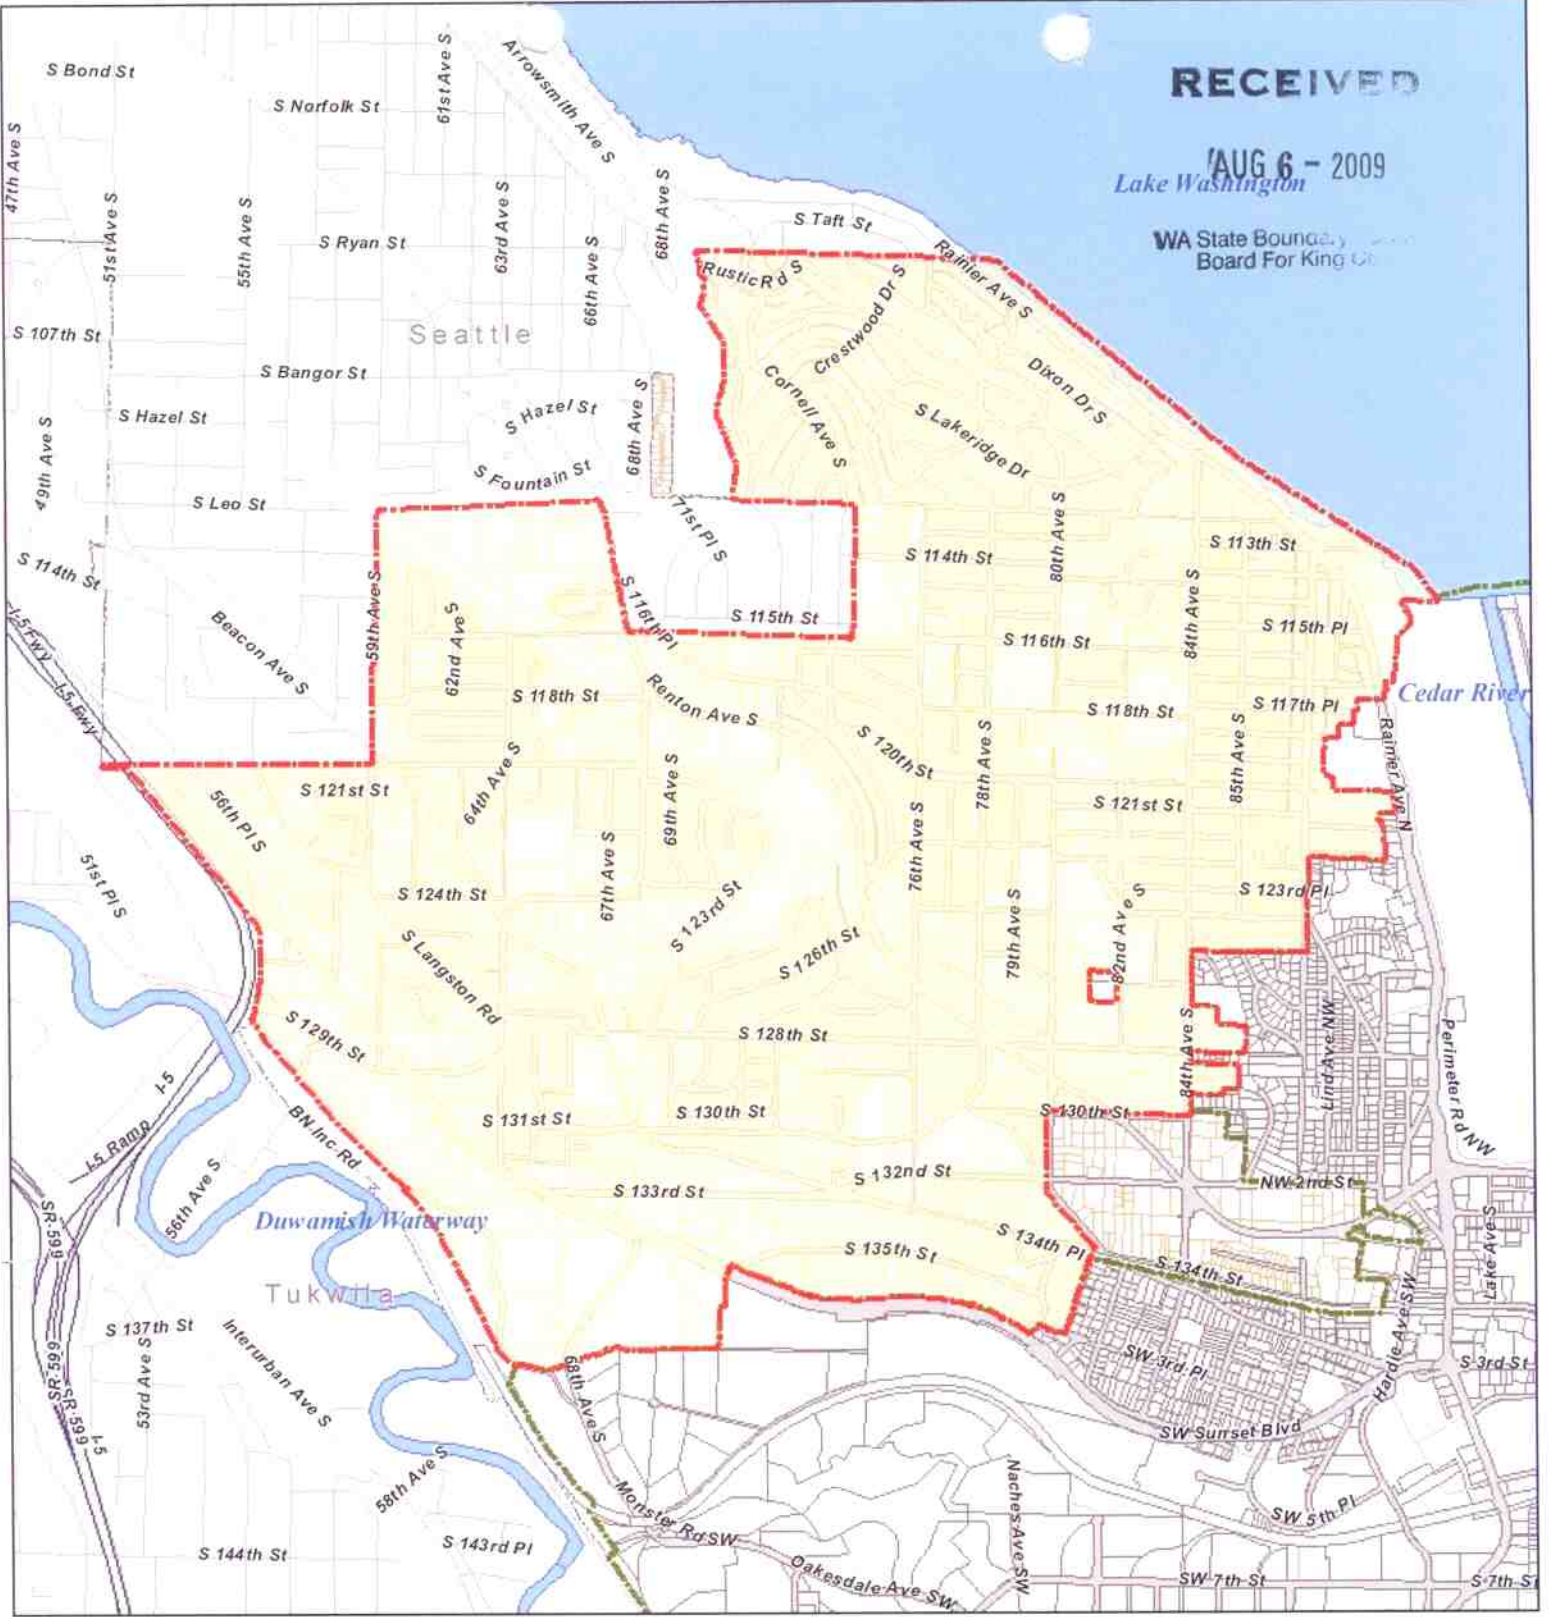 S Bond St
61st Ave S
Arrowsmith Ave S
RECEIVED
S Norfolk St
47th Ave S
AUG 6 - 2009
Lake Washington
51st Ave S
55th Ave S
63rd Ave S
68th Ave S
S Taft St
S Ryan St
66th Ave S
Rainier Ave S
WA State
Board For King
Rustic Rd S
Crestwood Dr S
S 107th St
Seattle
S Bangor St
Cornell Ave S
Dixon Dr S
S Hazel St
S Hazel St
68th Ave S
S Lakeridge Dr
49th Ave S
S Fountain St
S Leo St
71st Pl S
80th Ave S
S 114th St
S 114th St
S 113th St
59th Ave S
62nd Ave S
S 116th Pl
S 115th St
84th Ave S
S 115th Pl
S 116th St
I-5 Fwy
I-5 Fwy
Beacon Ave S
S 118th St
Renton Ave S
S 118th St
S 117th Pl
Cedar River
S 120th St
78th Ave S
85th Ave S
Rainier Ave N
S 121st St
64th Ave S
69th Ave S
S 121st St
56th Pl S
76th Ave S
51st Pl S
S 124th St
67th Ave S
S 123rd St
S 123rd Pl
S Langston Rd
S 126th St
79th Ave S
82nd Ave S
S 129th St
S 128th St
84th Ave S
Lind Ave NW
Perimeter Rd NW
I-5
BN Inc Rd
S 131st St
S 130th St
S 130th St
I-5 Ramp
56th Ave S
S 133rd St
S 132nd St
NW 2nd St
SR-599
Duwamish Waterway
S 135th St
S 134th Pl
S 134th St
Lake Ave S
Tukwila
S 137th St
Interurban Ave S
53rd Ave S
SR-599
SR-599
I-5
68th Ave S
SW 3rd Pl
Hardie Ave SW
S 3rd St
SW Sunset Blvd
58th Ave S
Monster Rd SW
Naches Ave SW
SW 5th Pl
S 144th St
S 143rd Pl
Oakesdale Ave SW
SW 7th St
S 7th St